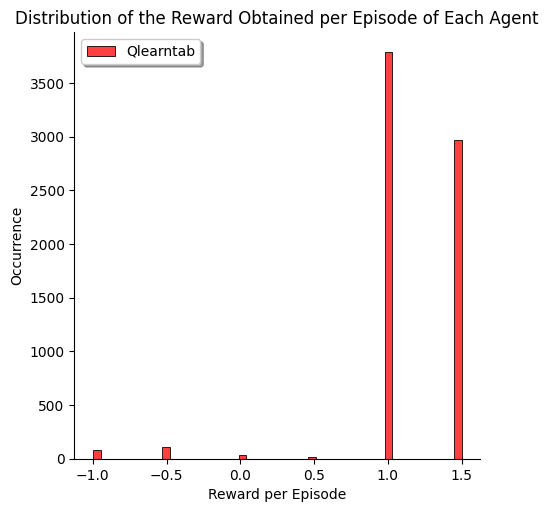 Distribution of the Reward Obtained per Episode of Each Agent
Qlearntab
3500
3000
2500
2000
1500
1000
500
0
Occurrence
−1.0 −0.5 0.0 0.5 1.0 1.5
Reward per Episode